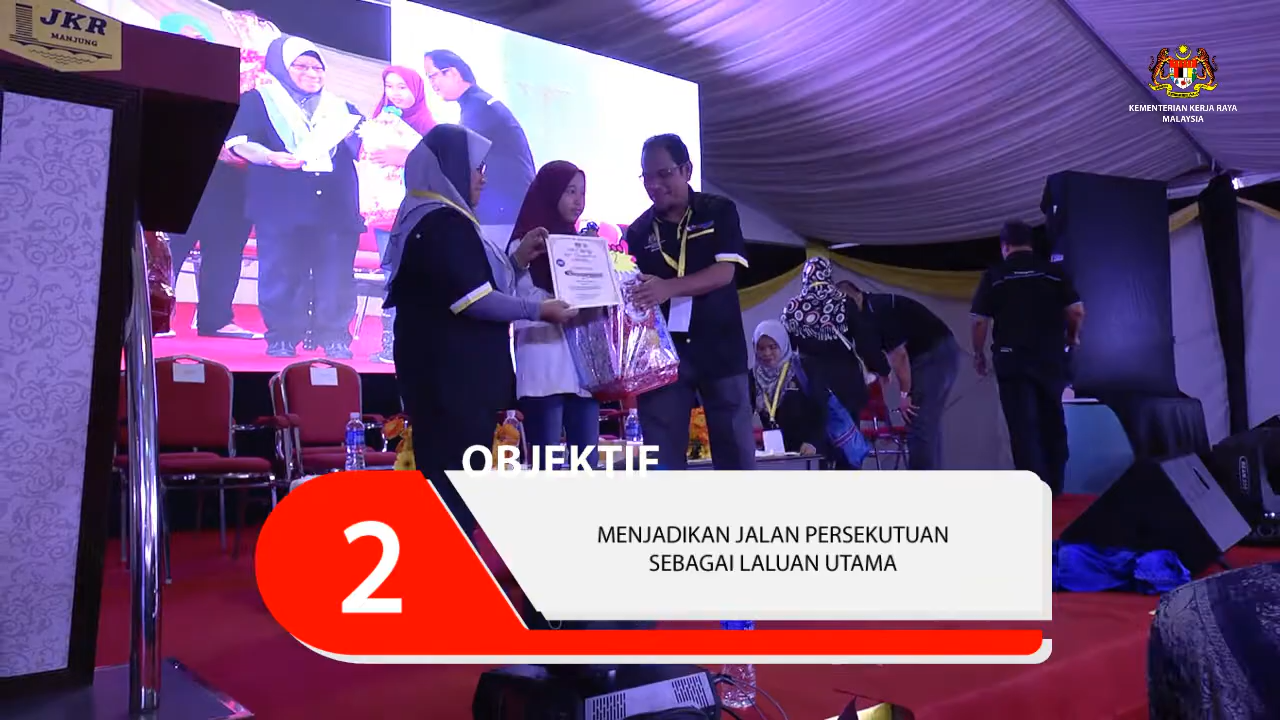 JKR
MANJUNG
KEMENTERIAN KERJA RAYA
MALAYSIA
OBJEKTIF
2
MENJADIKAN JALAN PERSEKUTUAN
SEBAGAI LALUAN UTAMA